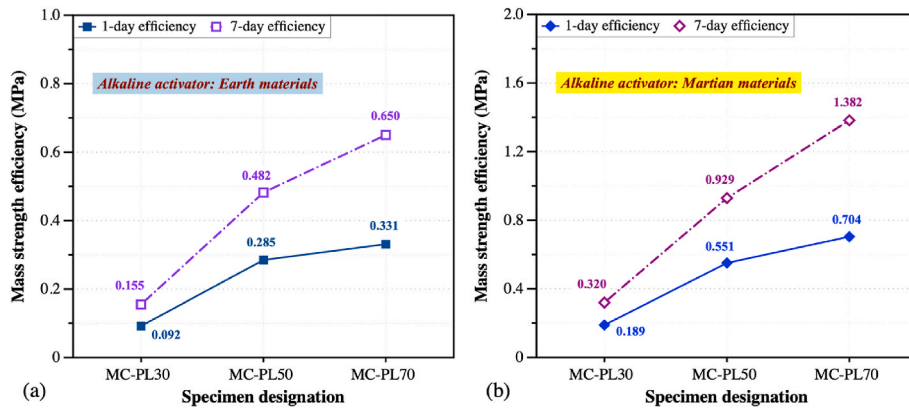 1-day efficiency 7-day efficiency
Alkaline activator: Earth materials
Mass strength efficiency (MPa)
1.0
0.8
0.6
0.4
0.2
0
0.650
0.482
0.331
0.285
0.155
0.092
MC-PL30 MC-PL50 MC-PL70
Specimen designation
(a)
1-day efficiency 7-day efficiency
Alkaline activator: Martian materials
Mass strength efficiency (MPa)
2.0
1.6
1.2
0.8
0.4
0
1.382
0.929
0.704
0.551
0.320
0.189
MC-PL30 MC-PL50 MC-PL70
Specimen designation
(b)